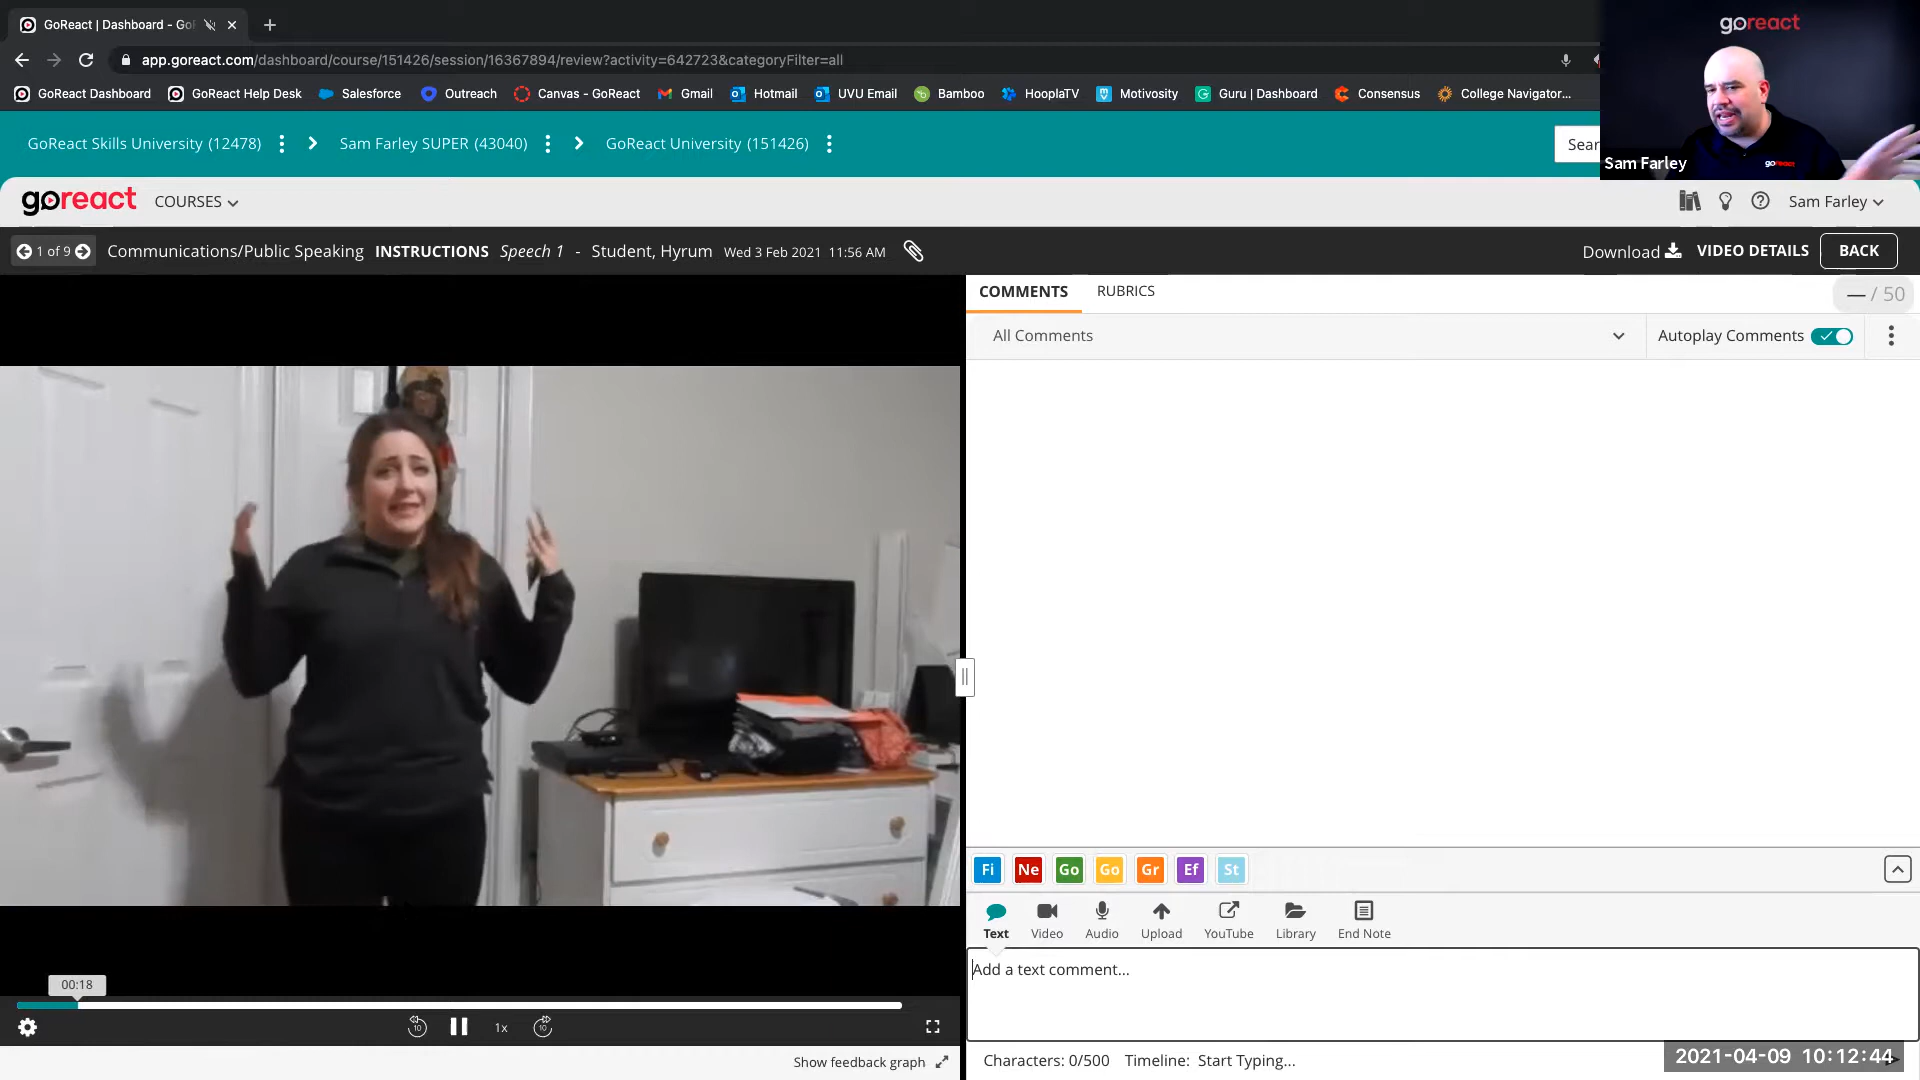 GoReact | Dashboard - Go
app.goreact.com/dashboard/course/151426/session/16367894/review?activity=642723&categoryFilter=all
GoReact Dashboard GoReact Help Desk Salesforce Outreach Canvas - GoReact Gmail Hotmail UVU Email Bamboo HooplaTV Motivosity Guru | Dashboard Consensus College Navigator...
goreact
Sam Farley
goreact
GoReact Skills University (12478) Sam Farley SUPER (43040) GoReact University (151426) Sear
goreact COURSES Sam Farley
1 of 9 Communications/Public Speaking INSTRUCTIONS Speech 1 - Student, Hyrum Wed 3 Feb 2021 11:56 AM Download VIDEO DETAILS BACK
COMMENTS RUBRICS — / 50
All Comments Autoplay Comments
Fi Ne Go Go Gr Ef St
Text Video Audio Upload YouTube Library End Note
Add a text comment...
00:18
10 1x 10
Show feedback graph
Characters: 0/500 Timeline: Start Typing...
2021-04-09 10:12:44